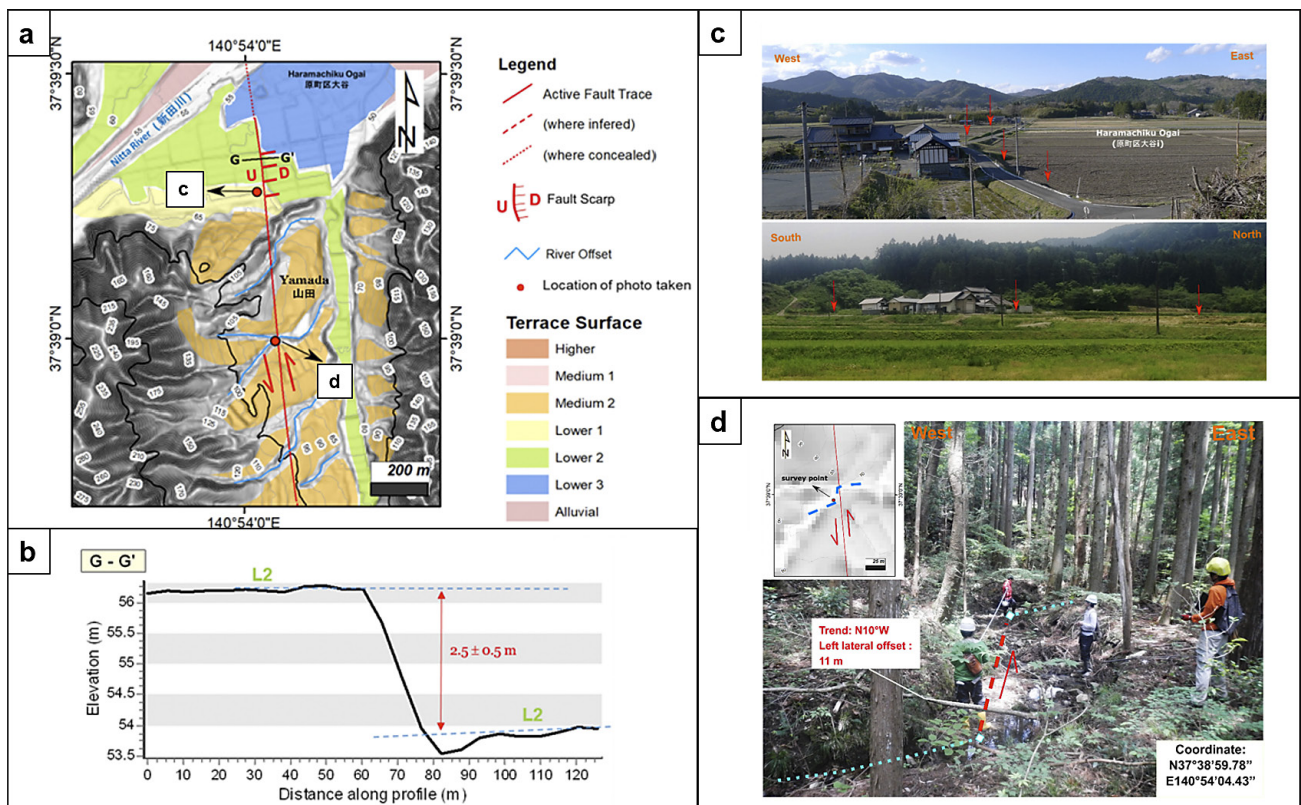 a
140°54'0"E
37°39'30"N
37°39'30"N
Haramachiku Ogai
原町区大谷
Nitta River (新田川)
N
G
G'
U
D
c
Yamada
山田
37°39'0"N
37°39'0"N
d
200 m
140°54'0"E
Legend
Active Fault Trace
(where infered)
(where concealed)
U
D
Fault Scarp
River Offset
Location of photo taken
Terrace Surface
Higher
Medium 1
Medium 2
Lower 1
Lower 2
Lower 3
Alluvial
b
G - G'
L2
L2
2.5 ± 0.5 m
Elevation (m)
56
55.5
55
54.5
54
53.5
0 10 20 30 40 50 60 70 80 90 100 110 120
Distance along profile (m)
c
West
East
Haramachiku Ogai
(原町区大谷i)
South
North
d
West
East
N
survey point
25 m
Trend: N10°W
Left lateral offset :
11 m
Coordinate:
N37°38'59.78"
E140°54'04.43"